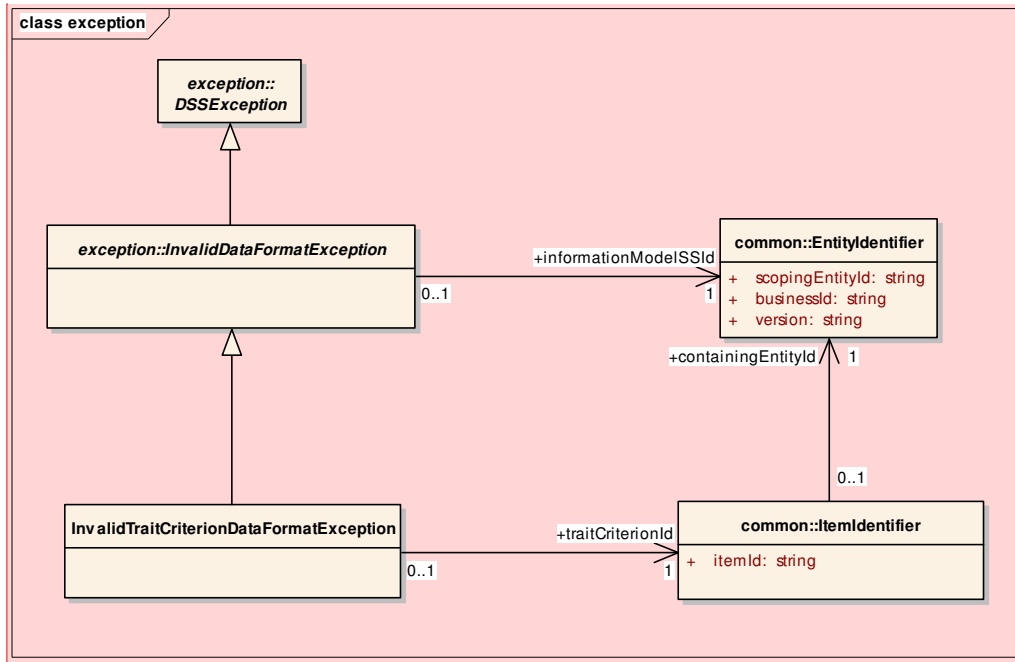 class exception
exception::
DSSException
exception::InvalidDataFormatException
+informationModelSSId
0..1
1
common::EntityIdentifier
+ scopingEntityId: string
+ businessId: string
+ version: string
+containingEntityId
1
0..1
InvalidTraitCriterionDataFormatException
+traitCriterionId
0..1
1
common::ItemIdentifier
+ itemId: string